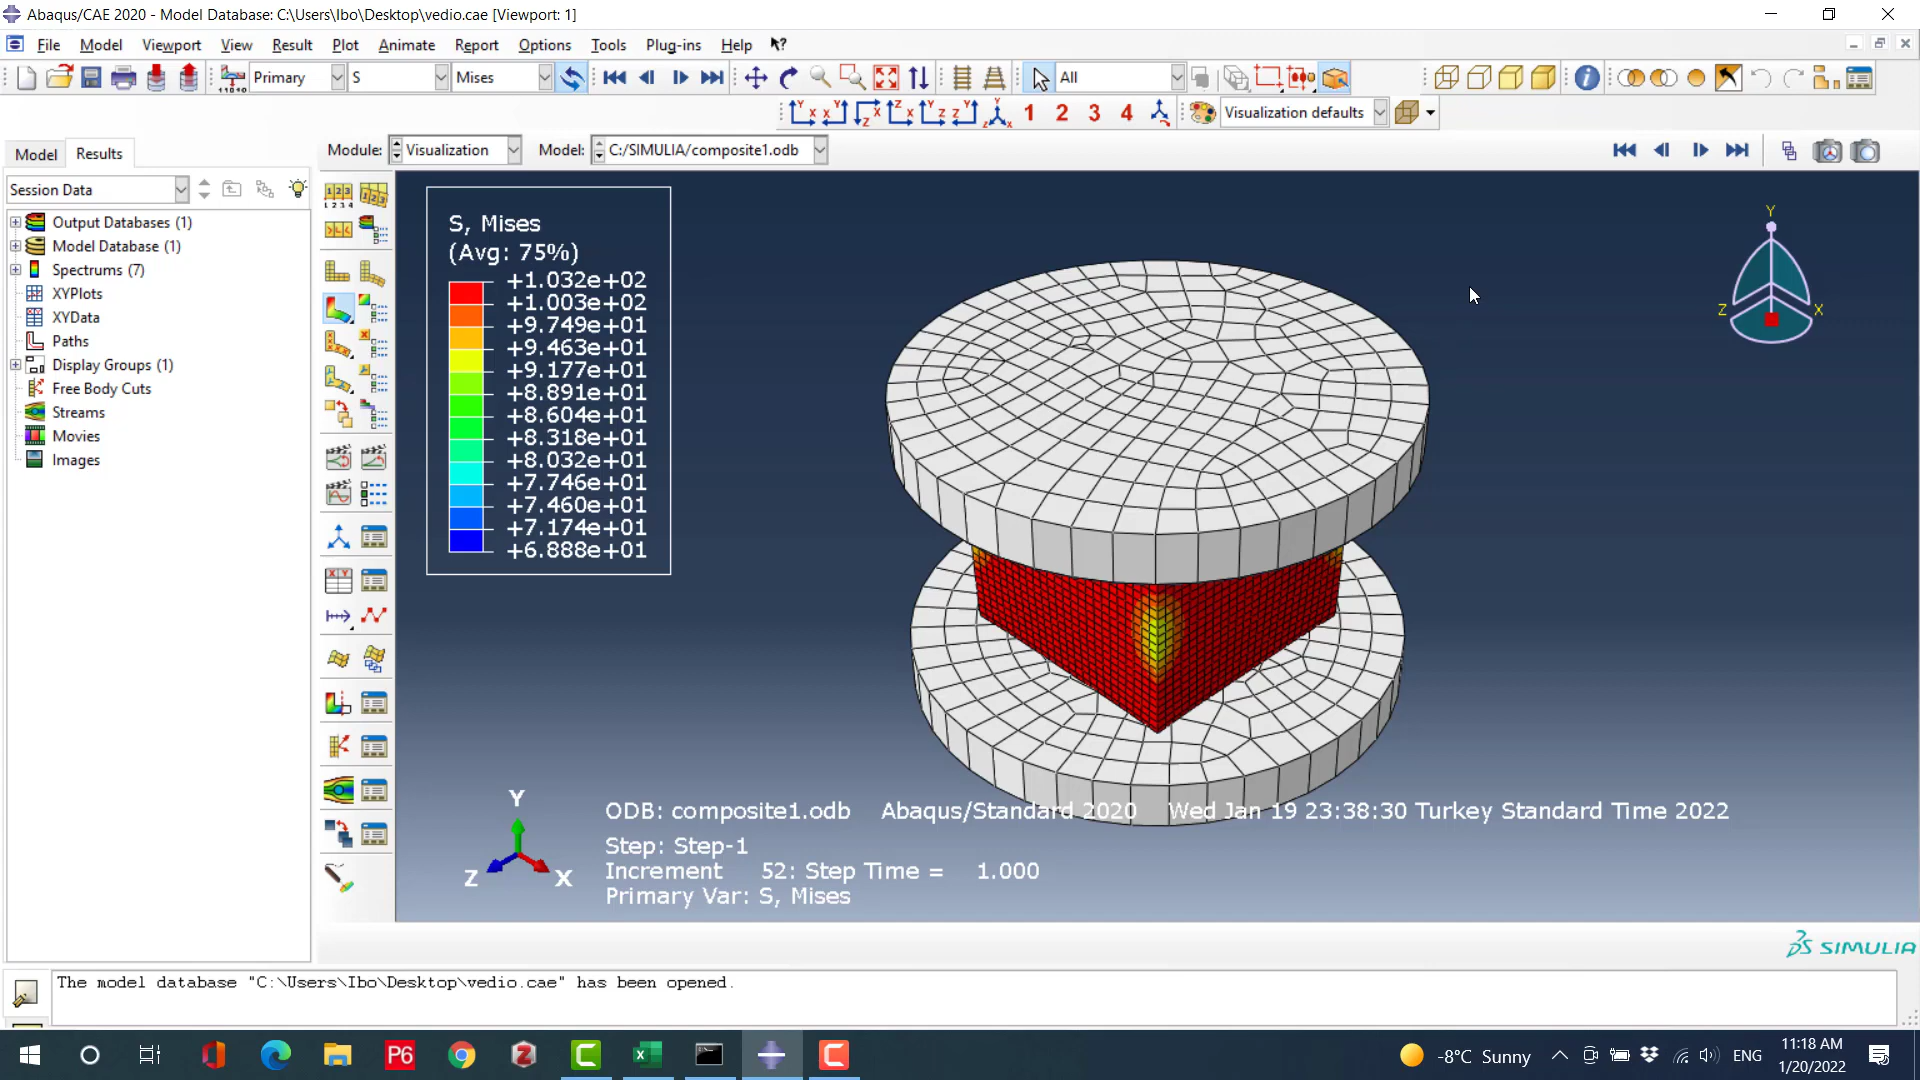 Abaqus/CAE 2020 - Model Database: C:\Users\Ibo\Desktop\vedio.cae [Viewport: 1]
File Model Viewport View Result Plot Animate Report Options Tools Plug-ins Help
Primary S Mises All
1 2 3 4 Visualization defaults
Model Results Module: Visualization Model: C:/SIMULIA/composite1.odb
Session Data
Output Databases (1)
Model Database (1)
Spectrums (7)
XYPlots
XYData
Paths
Display Groups (1)
Free Body Cuts
Streams
Movies
Images
S, Mises
(Avg: 75%)
+1.032e+02
+1.003e+02
+9.749e+01
+9.463e+01
+9.177e+01
+8.891e+01
+8.604e+01
+8.318e+01
+8.032e+01
+7.746e+01
+7.460e+01
+7.174e+01
+6.888e+01
Y
Z X
Y
Z X
ODB: composite1.odb Abaqus/Standard 2020 Wed Jan 19 23:38:30 Turkey Standard Time 2022
Step: Step-1
Increment 52: Step Time = 1.000
Primary Var: S, Mises
SIMULIA
The model database "C:\Users\Ibo\Desktop\vedio.cae" has been opened.
P6
-8°C Sunny ENG
11:18 AM
1/20/2022